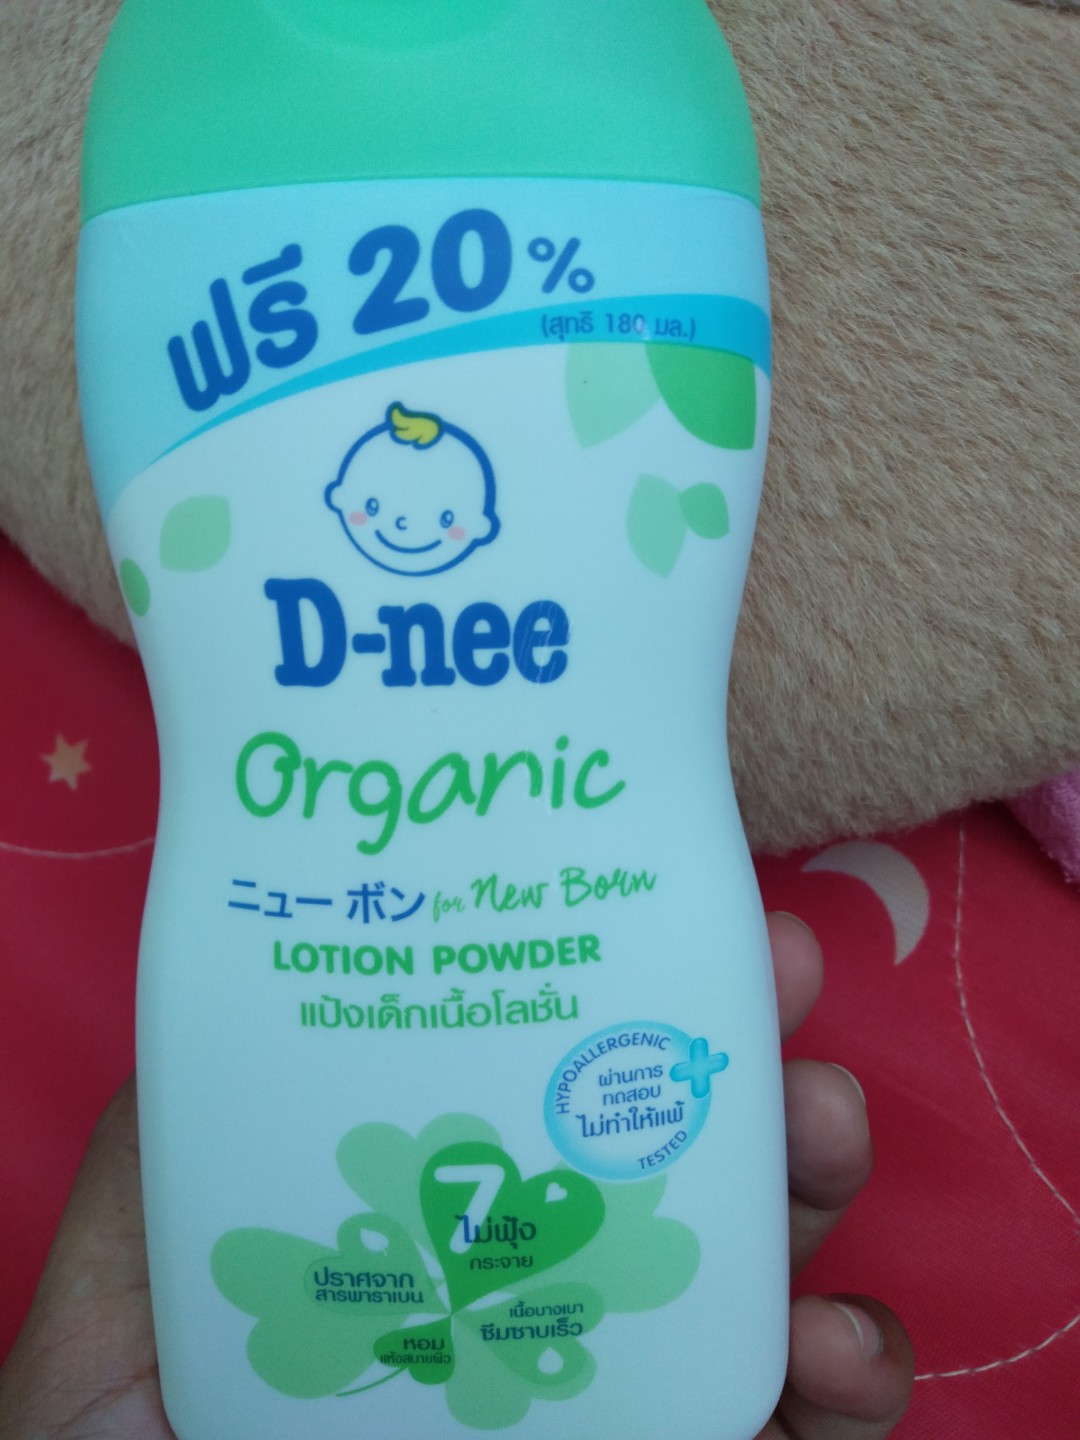 ฟรี 20%
(สุทธิ 180 มล.)
D-nee
Organic
ニューボン for New Born
LOTION POWDER
แป้งเด็กเนื้อโลชั่น
HYPOALLERGENIC
ผ่านการ
ทดสอบ
ไม่ทำให้แพ้
TESTED
7
ไม่ฟุ้ง
กระจาย
ปราศจาก
สารพาราเบน
เนื้อบางเบา
ซึมซาบเร็ว
หอม
แห้งสบายผิว